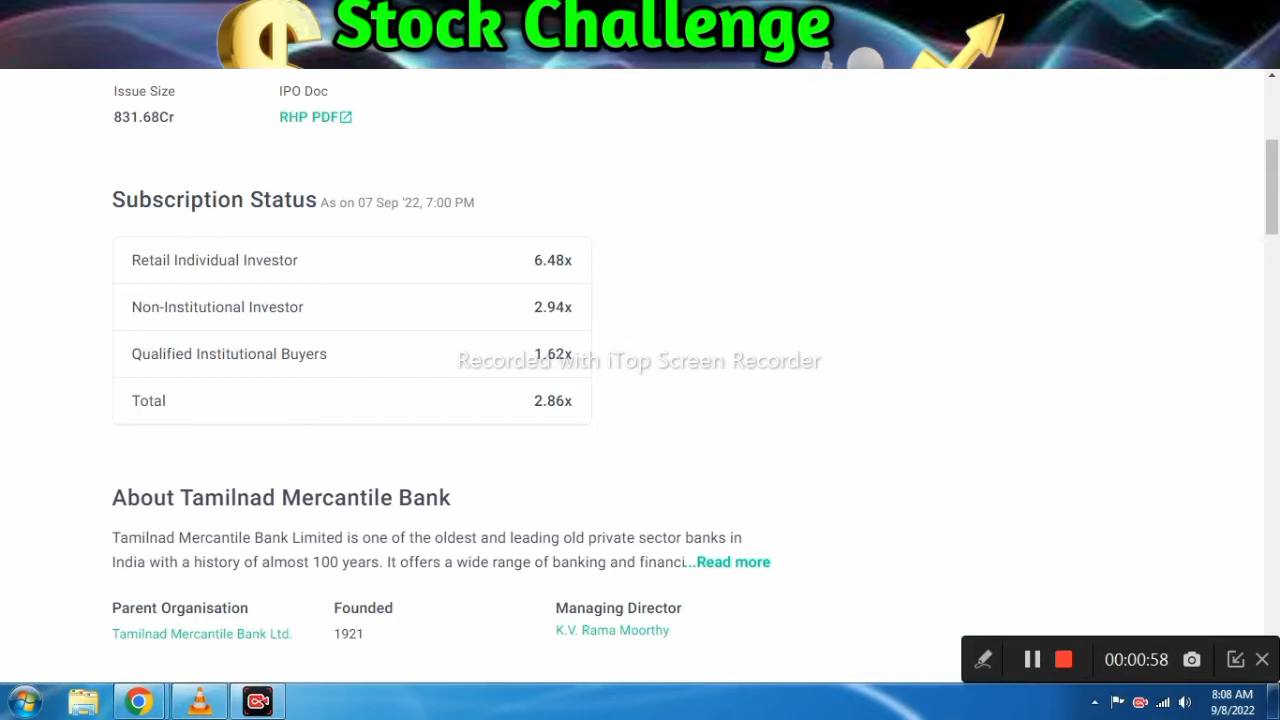 Stock Challenge
Issue Size
IPO Doc
831.68Cr
RHP PDF
Subscription Status As on 07 Sep '22, 7:00 PM
Retail Individual Investor 6.48x
Non-Institutional Investor 2.94x
Qualified Institutional Buyers 1.62x
Recorded with iTop Screen Recorder
Total 2.86x
About Tamilnad Mercantile Bank
Tamilnad Mercantile Bank Limited is one of the oldest and leading old private sector banks in
India with a history of almost 100 years. It offers a wide range of banking and financi...Read more
Parent Organisation Founded Managing Director
Tamilnad Mercantile Bank Ltd. 1921 K.V. Rama Moorthy
00:00:58
8:08 AM
9/8/2022